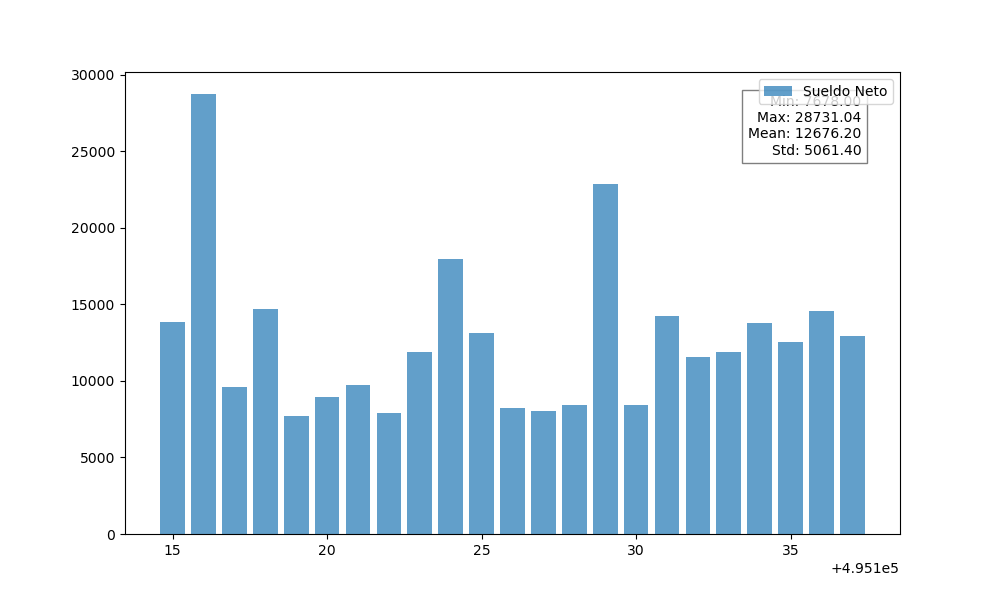 30000
25000
20000
15000
10000
5000
0
Sueldo Neto
Min: 7678.00
Max: 28731.04
Mean: 12676.20
Std: 5061.40
15 20 25 30 35
+4.951e5